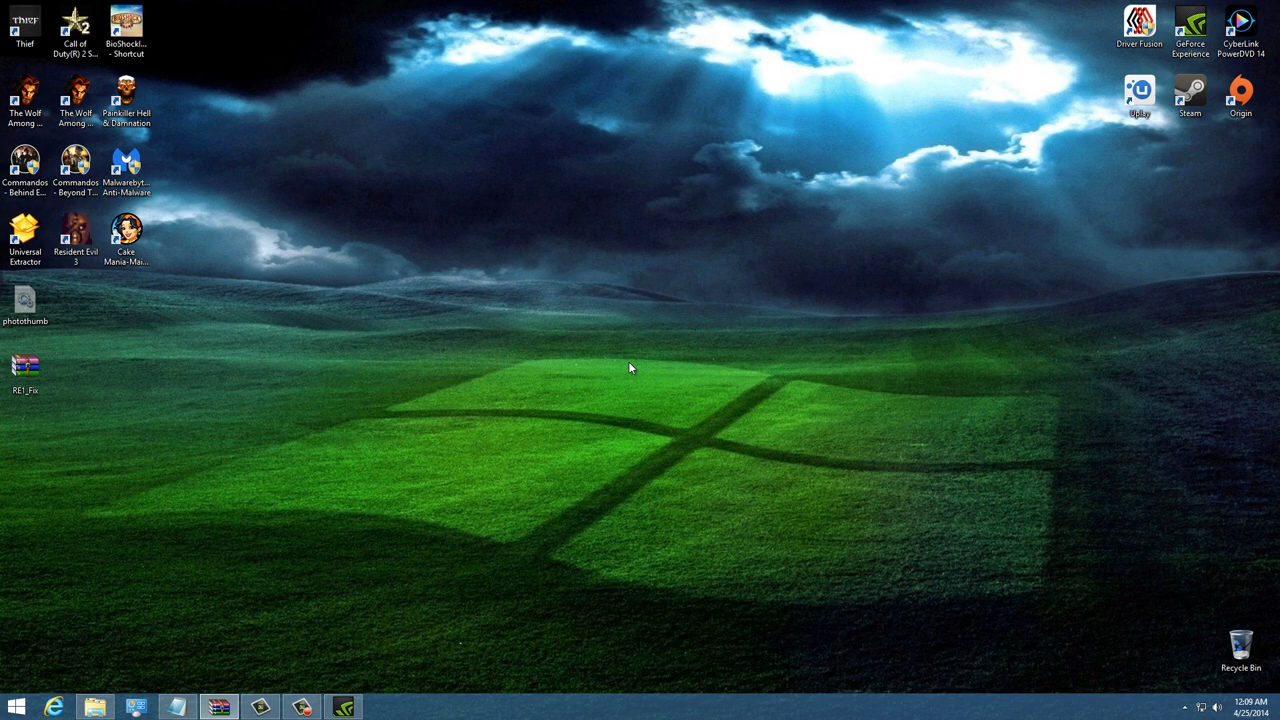 THIEF
Thief
2
Call of
Duty(R) 2 S...
BioShockI...
- Shortcut
The Wolf
Among ...
The Wolf
Among ...
Painkiller Hell
& Damnation
Commandos
- Behind E...
Commandos
- Beyond T...
Malwarebyt...
Anti-Malware
Universal
Extractor
Resident Evil
3
Cake
Mania-Mai...
photothumb
RE1_Fix
Driver Fusion
GeForce
Experience
CyberLink
PowerDVD 14
Uplay
Steam
Origin
Recycle Bin
12:09 AM
4/25/2014